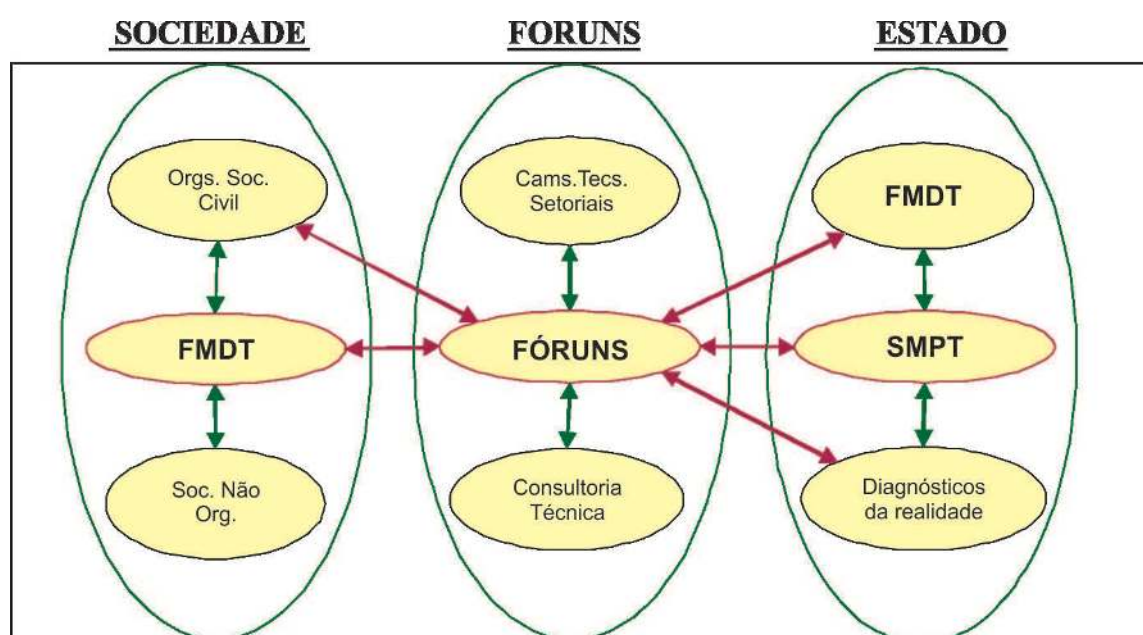 SOCIEDADE
FORUNS
ESTADO
Orgs. Soc.
Civil
Cams.Tecs.
Setoriais
FMDT
FMDT
FÓRUNS
SMPT
Soc. Não
Org.
Consultoria
Técnica
Diagnósticos
da realidade